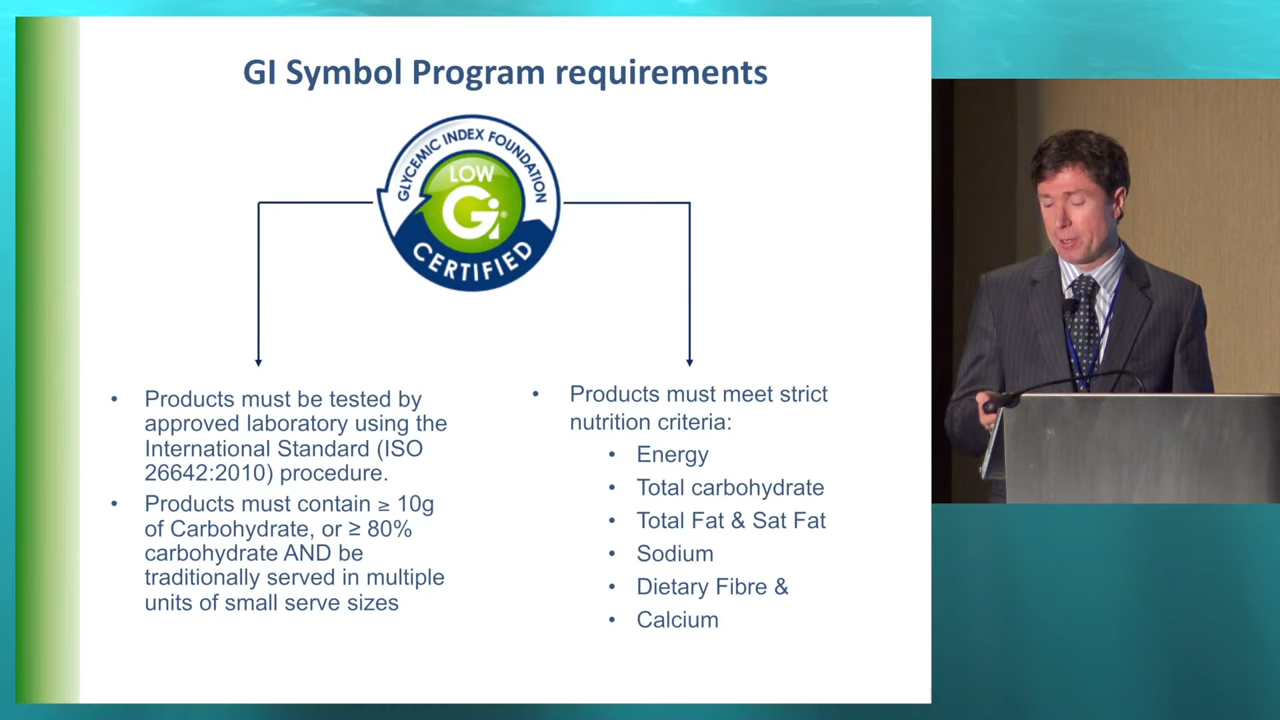 GI Symbol Program requirements
GLYCEMIC INDEX FOUNDATION
LOW
Gi®
CERTIFIED
• Products must be tested by
approved laboratory using the
International Standard (ISO
26642:2010) procedure.
• Products must contain ≥ 10g
of Carbohydrate, or ≥ 80%
carbohydrate AND be
traditionally served in multiple
units of small serve sizes
• Products must meet strict
nutrition criteria:
• Energy
• Total carbohydrate
• Total Fat & Sat Fat
• Sodium
• Dietary Fibre &
• Calcium